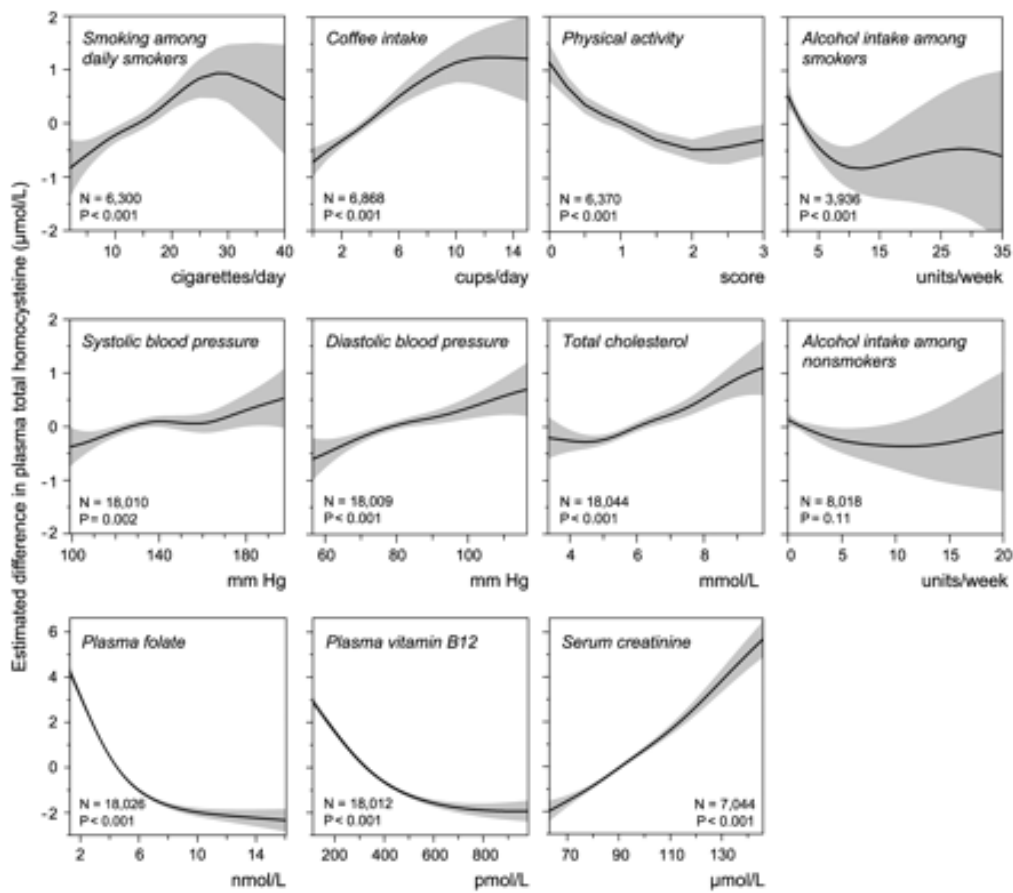 Estimated difference in plasma total homocysteine (μmol/L)
2
1
0
-1
-2
Smoking among
daily smokers
N = 6,300
P < 0.001
10
20
30
40
cigarettes/day
Coffee intake
N = 6,868
P < 0.001
2
6
10
14
cups/day
Physical activity
N = 6,370
P < 0.001
0
1
2
3
score
Alcohol intake among
smokers
N = 3,936
P < 0.001
5
15
25
35
units/week
2
1
0
-1
-2
Systolic blood pressure
N = 18,010
P = 0.002
100
140
180
mm Hg
Diastolic blood pressure
N = 18,009
P < 0.001
60
80
100
mm Hg
Total cholesterol
N = 18,044
P < 0.001
4
6
8
mmol/L
Alcohol intake among
nonsmokers
N = 8,018
P = 0.11
0
5
10
15
20
units/week
6
4
2
0
-2
Plasma folate
N = 18,026
P < 0.001
2
6
10
14
nmol/L
Plasma vitamin B12
N = 18,012
P < 0.001
200
400
600
800
pmol/L
Serum creatinine
N = 7,044
P < 0.001
70
90
110
130
μmol/L